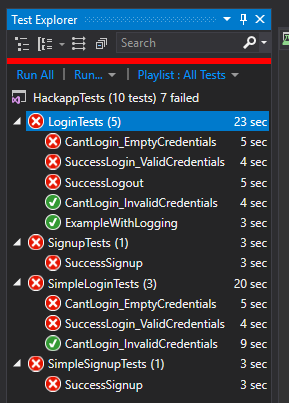 Test Explorer
Search
Run All | Run... | Playlist : All Tests
HackappTests (10 tests) 7 failed
LoginTests (5) 23 sec
CantLogin_EmptyCredentials 5 sec
SuccessLogin_ValidCredentials 4 sec
SuccessLogout 5 sec
CantLogin_InvalidCredentials 4 sec
ExampleWithLogging 3 sec
SignupTests (1) 3 sec
SuccessSignup 3 sec
SimpleLoginTests (3) 20 sec
CantLogin_EmptyCredentials 5 sec
SuccessLogin_ValidCredentials 4 sec
CantLogin_InvalidCredentials 9 sec
SimpleSignupTests (1) 3 sec
SuccessSignup 3 sec